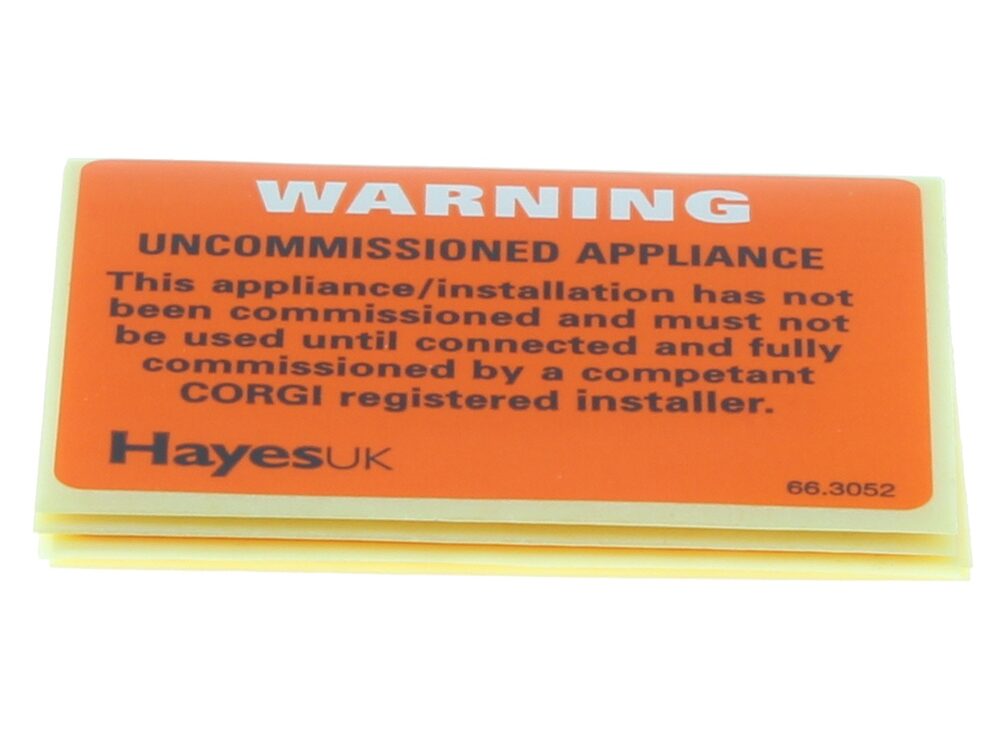 WARNING
UNCOMMISSIONED APPLIANCE
This appliance/installation has not
been commissioned and must not
be used until connected and fully
commissioned by a competant
CORGI registered installer.
HayesUK
66.3052